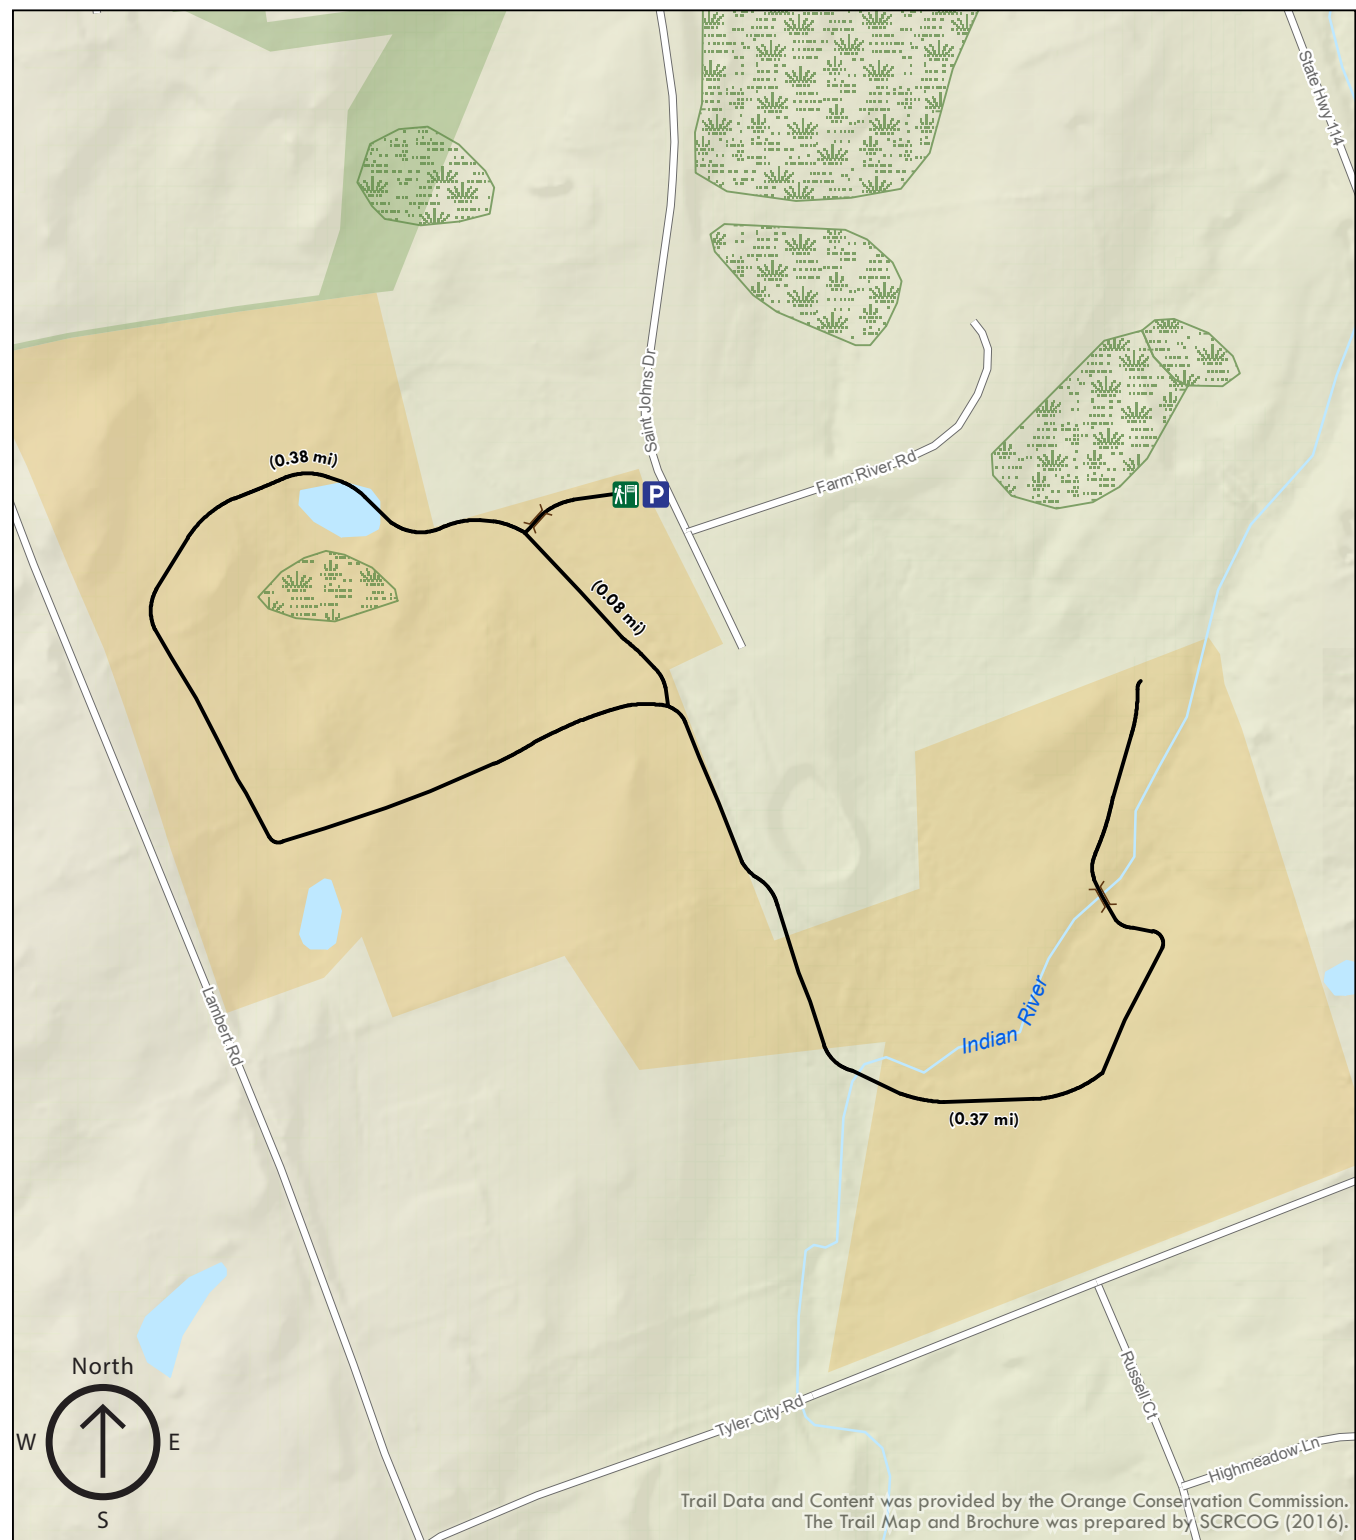 State Hwy 114
Saint Johns Dr
Farm River Rd
(0.38 mi)
P
(0.08 mi)
Indian River
Lambert Rd
(0.37 mi)
North
W
E
S
Russell Ct
Tyler City Rd
Highmeadow Ln
Trail Data and Content was provided by the Orange Conservation Commission.
The Trail Map and Brochure was prepared by SCRCOG (2016).